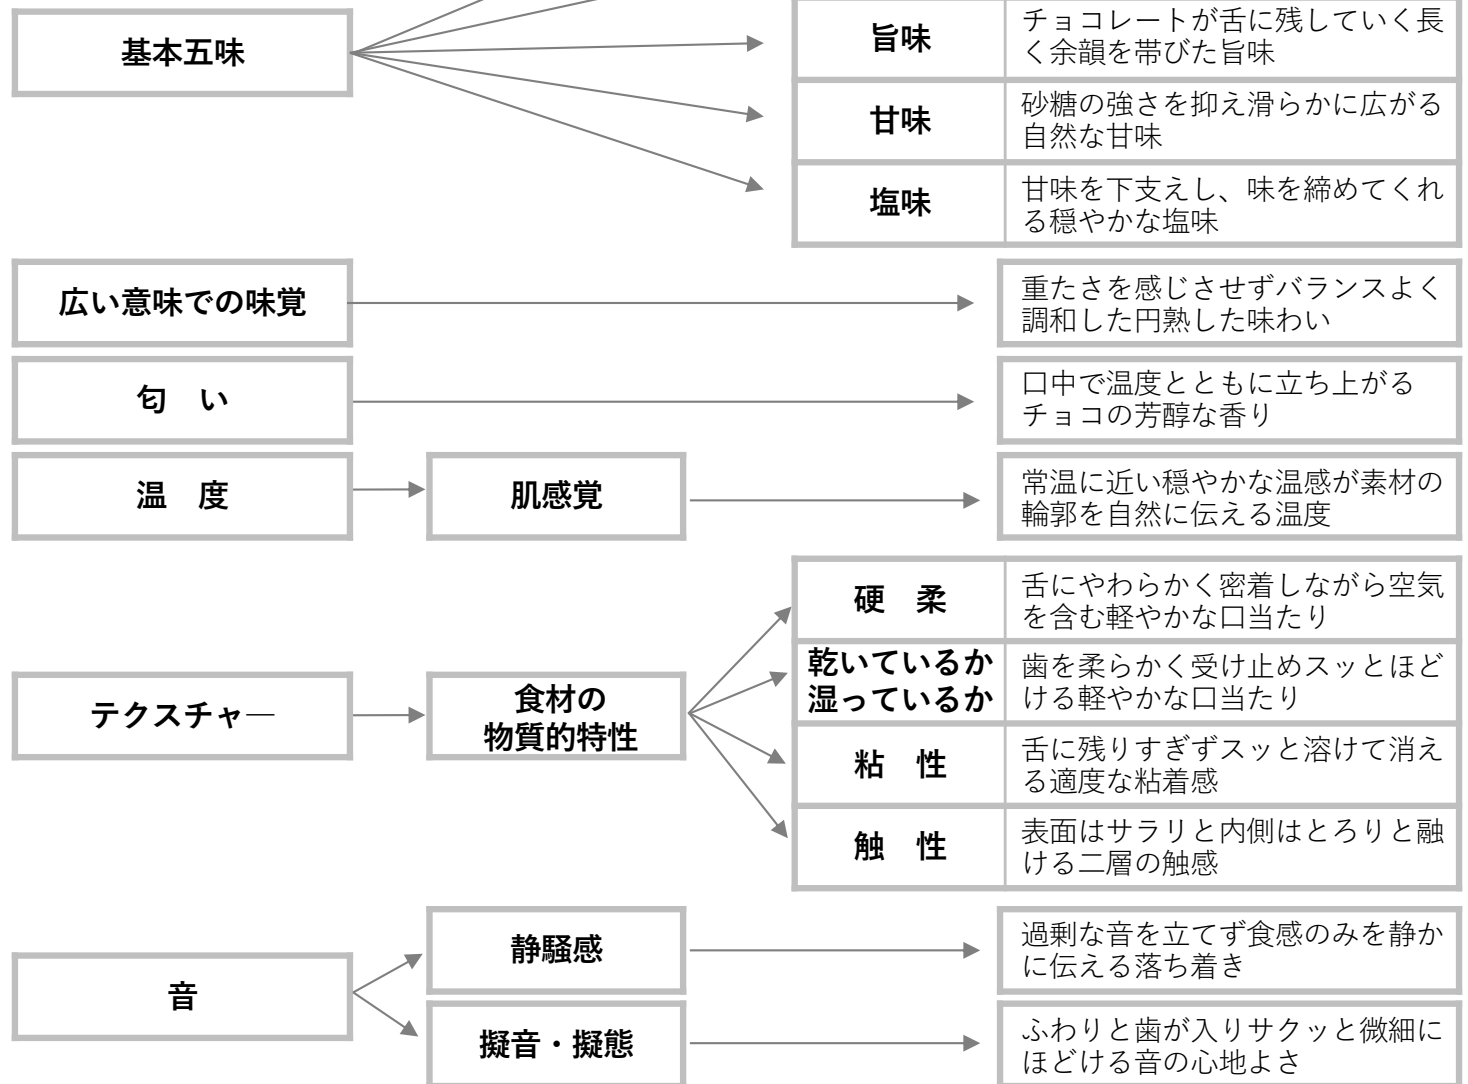 基本五味
旨味
チョコレートが舌に残していく長
く余韻を帯びた旨味
甘味
砂糖の強さを抑え滑らかに広がる
自然な甘味
塩味
甘味を下支えし、味を締めてくれ
る穏やかな塩味
広い意味での味覚
重たさを感じさせずバランスよく
調和した円熟した味わい
匂　い
口中で温度とともに立ち上がる
チョコの芳醇な香り
温　度
肌感覚
常温に近い穏やかな温感が素材の
輪郭を自然に伝える温度
テクスチャ―
食材の
物質的特性
硬　柔
舌にやわらかく密着しながら空気
を含む軽やかな口当たり
乾いているか
湿っているか
歯を柔らかく受け止めスッとほど
ける軽やかな口当たり
粘　性
舌に残りすぎずスッと溶けて消え
る適度な粘着感
触　性
表面はサラリと内側はとろりと融
ける二層の触感
音
静騒感
過剰な音を立てず食感のみを静か
に伝える落ち着き
擬音・擬態
ふわりと歯が入りサクッと微細に
ほどける音の心地よさ